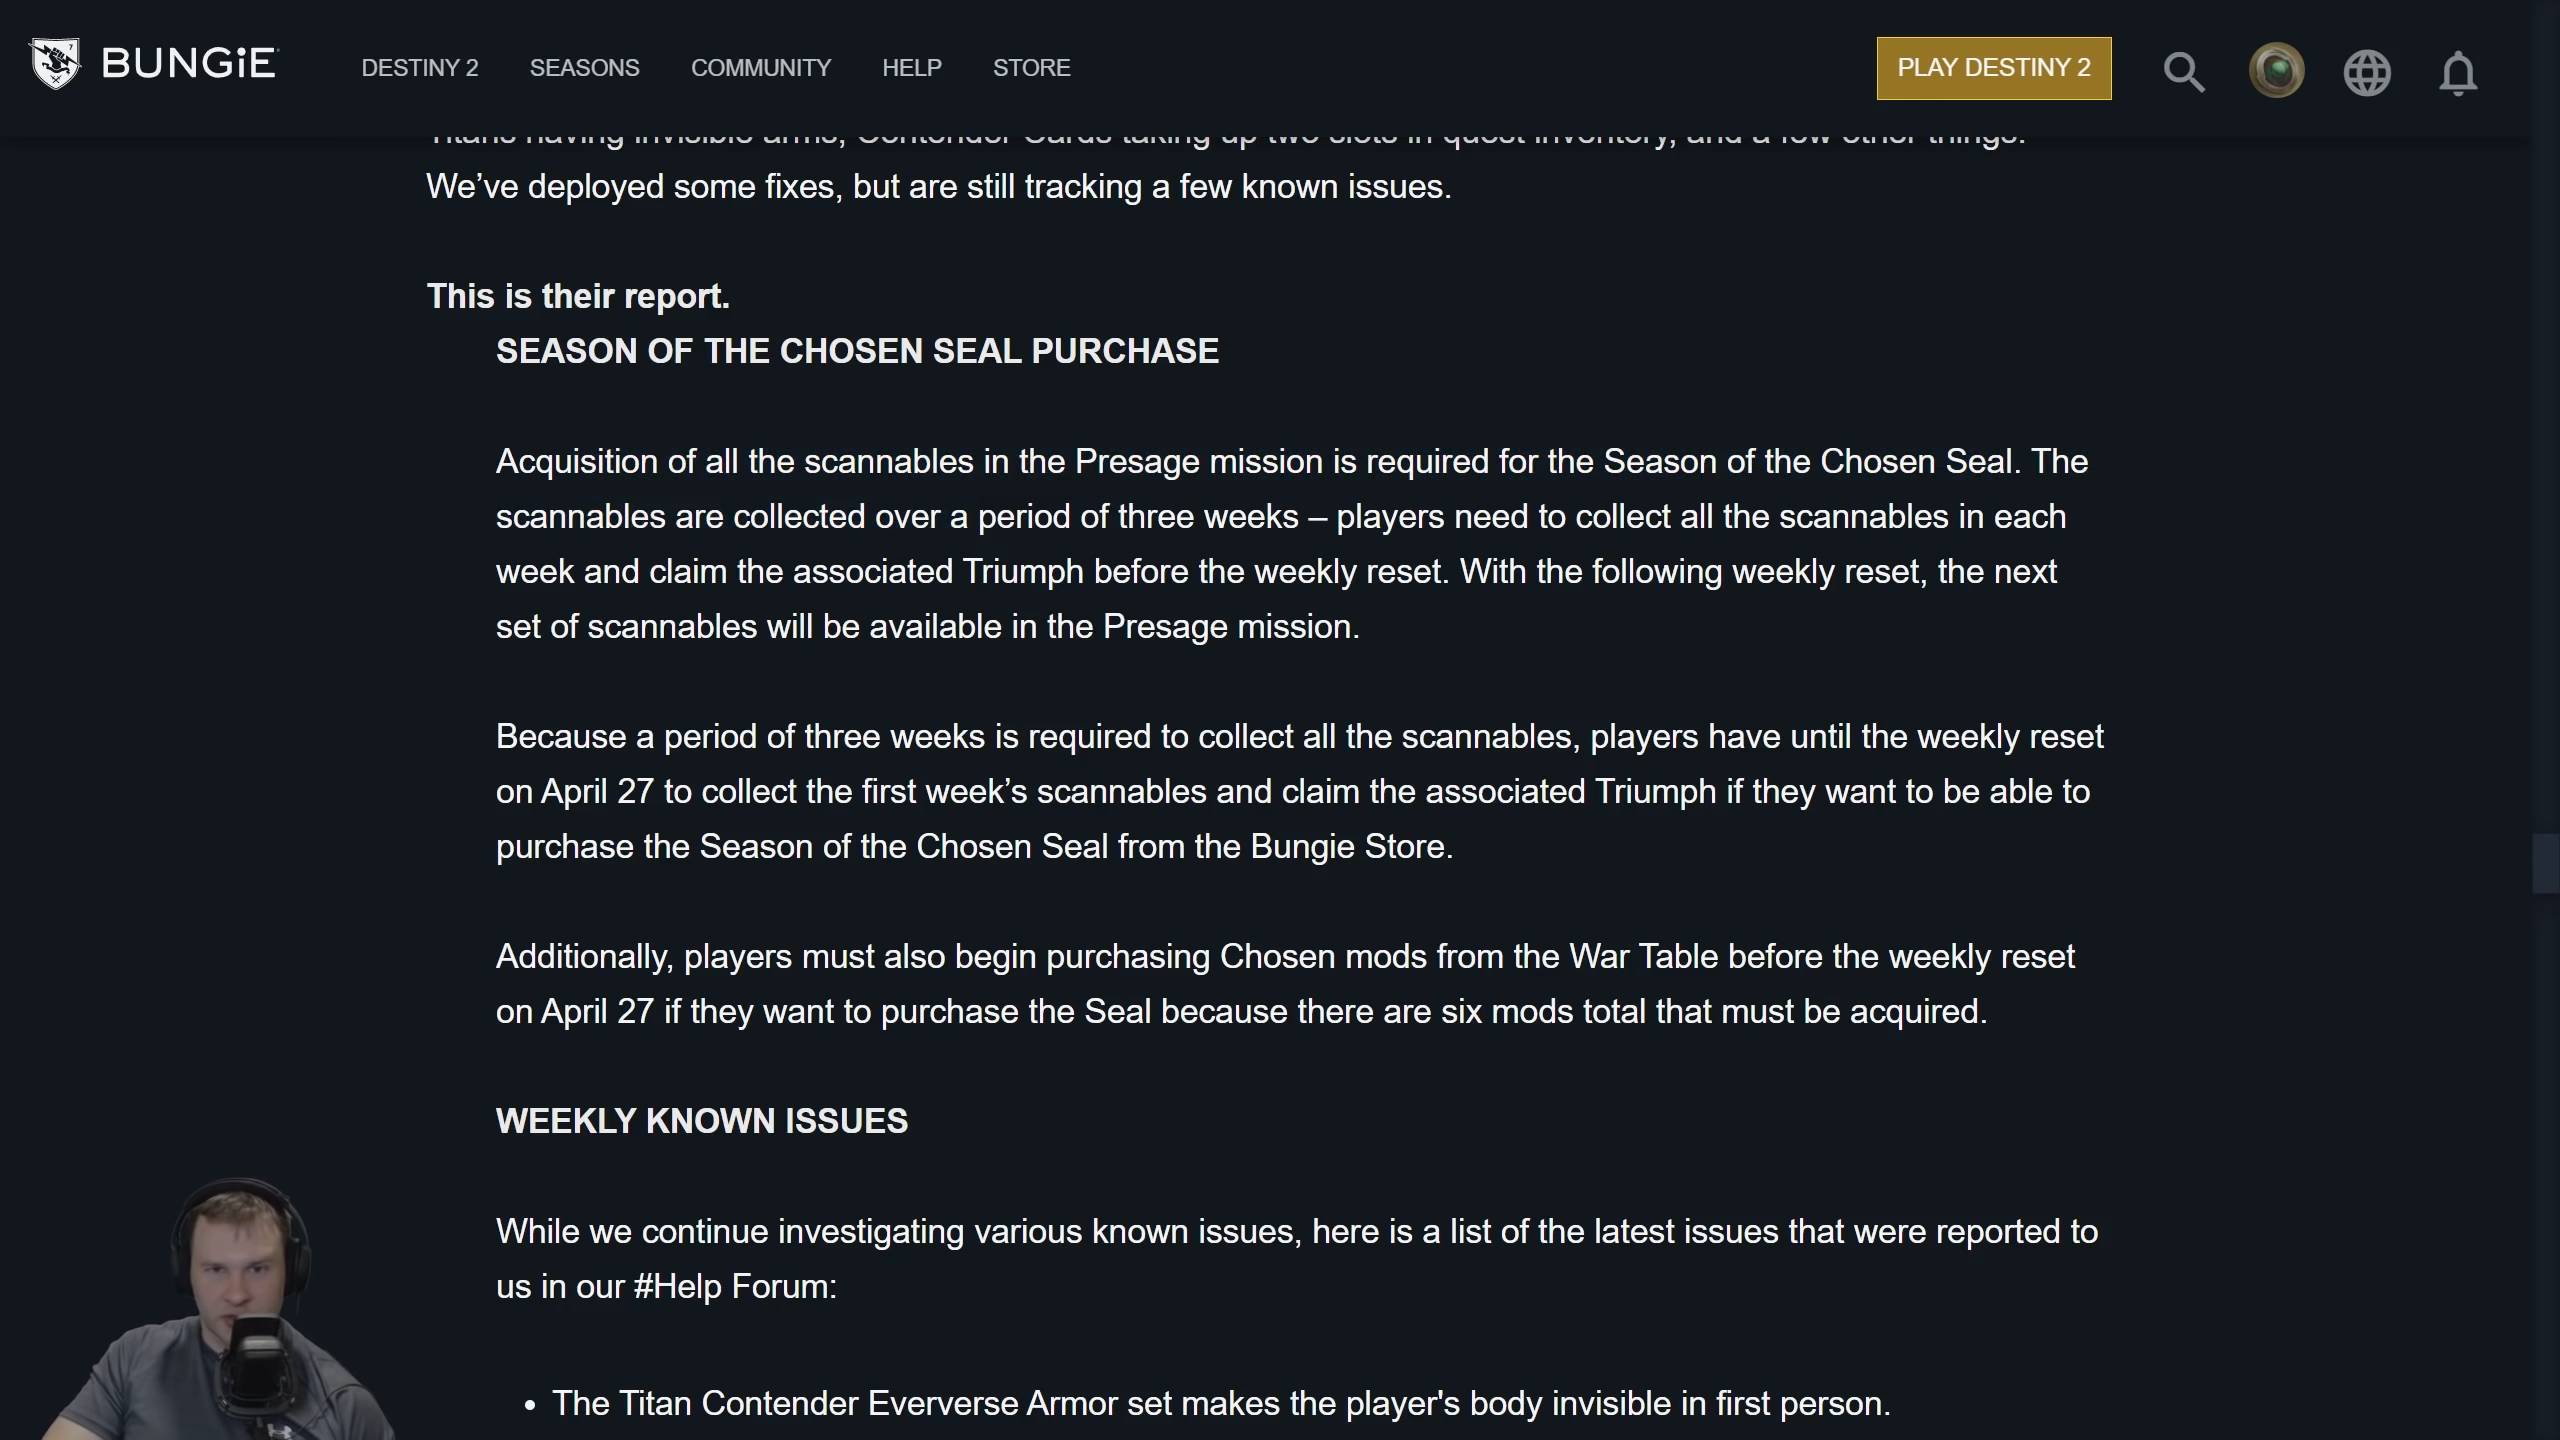 BUNGiE
DESTINY 2 SEASONS COMMUNITY HELP STORE
PLAY DESTINY 2
Titans having invisible arms, Contender Cards taking up two slots in quest inventory, and a few other things.
We’ve deployed some fixes, but are still tracking a few known issues.
This is their report.
SEASON OF THE CHOSEN SEAL PURCHASE
Acquisition of all the scannables in the Presage mission is required for the Season of the Chosen Seal. The
scannables are collected over a period of three weeks – players need to collect all the scannables in each
week and claim the associated Triumph before the weekly reset. With the following weekly reset, the next
set of scannables will be available in the Presage mission.
Because a period of three weeks is required to collect all the scannables, players have until the weekly reset
on April 27 to collect the first week’s scannables and claim the associated Triumph if they want to be able to
purchase the Season of the Chosen Seal from the Bungie Store.
Additionally, players must also begin purchasing Chosen mods from the War Table before the weekly reset
on April 27 if they want to purchase the Seal because there are six mods total that must be acquired.
WEEKLY KNOWN ISSUES
While we continue investigating various known issues, here is a list of the latest issues that were reported to
us in our #Help Forum:
• The Titan Contender Eververse Armor set makes the player's body invisible in first person.